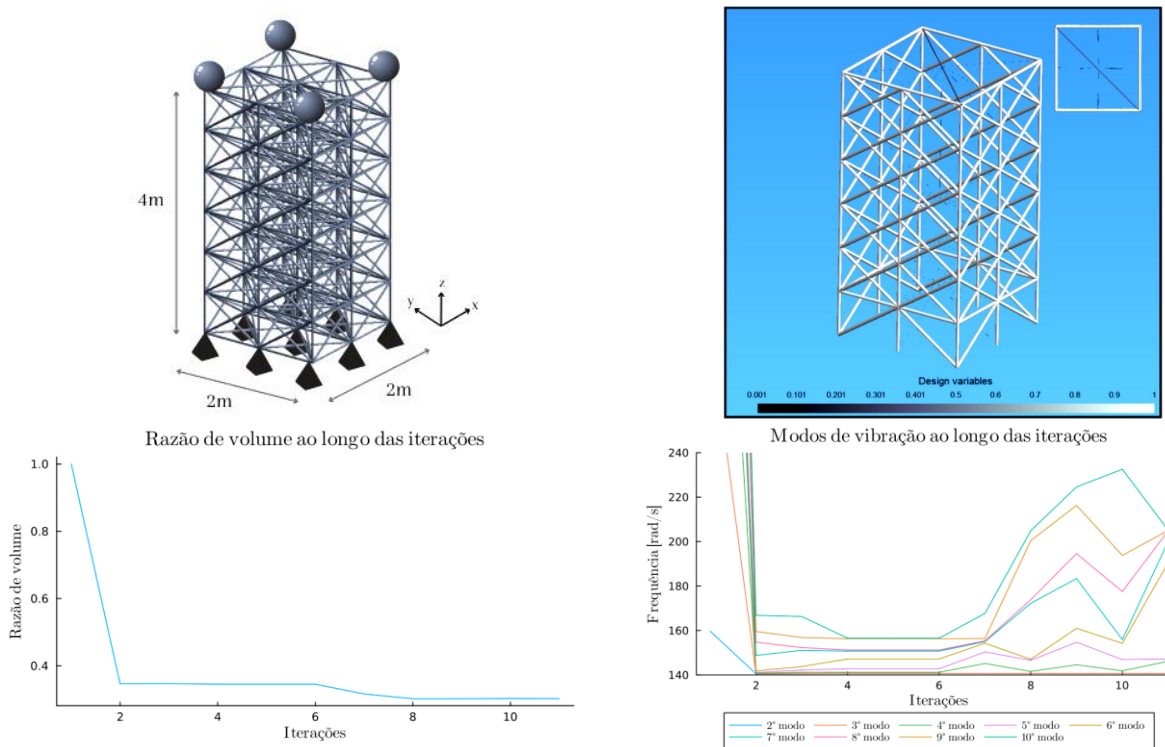 4m
z
y
x
2m
2m
Design variables
0.001 0.101 0.201 0.301 0.401 0.5 0.6 0.7 0.8 0.9 1
Razão de volume ao longo das iterações
1.0
0.8
0.6
0.4
Razão de volume
2 4 6 8 10
Iterações
Modos de vibração ao longo das iterações
240
220
200
180
160
140
Frequência [rad/s]
2 4 6 8 10
Iterações
2° modo 3° modo 4° modo 5° modo 6° modo
7° modo 8° modo 9° modo 10° modo